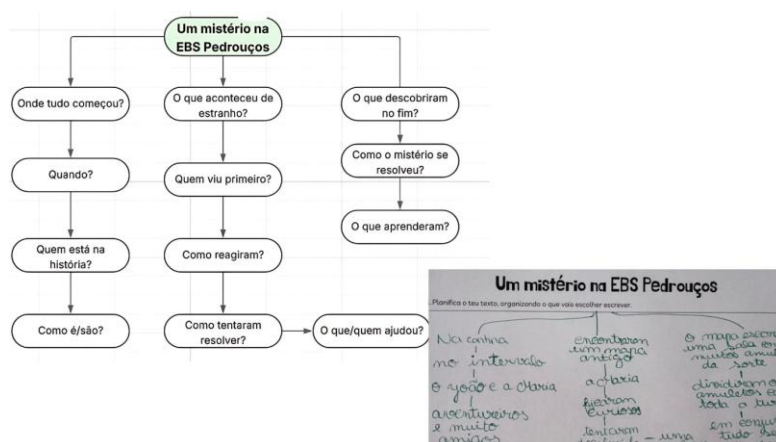 Um mistério na
EBS Pedrouços
Onde tudo começou?
Quando?
Quem está na
história?
Como é/são?
O que aconteceu de
estranho?
Quem viu primeiro?
Como reagiram?
Como tentaram
resolver?
O que/quem ajudou?
O que descobriram
no fim?
Como o mistério se
resolveu?
O que aprenderam?
Um mistério na EBS Pedrouços
Planifica o teu texto, organizando o que vais escolher escrever.
Na cantina
no intervalo
o João e a Maria
aventureiros
e muito
amigos
encontraram
um mapa
antigo
a Maria
ficaram
curiosos
tentaram
uma
O mapa
uma sala
muitos
da sorte
dividiram o
amuletos
toda a
em
tudo